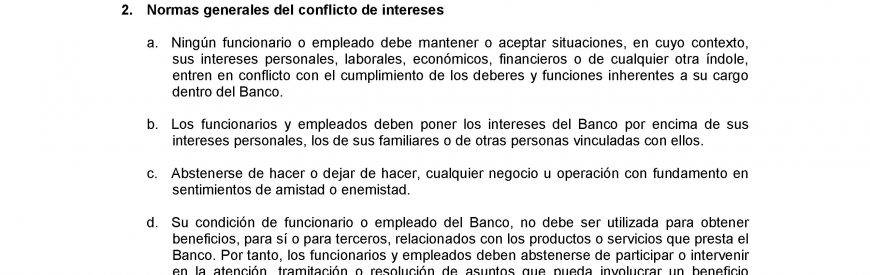 2. Normas generales del conflicto de intereses
a. Ningún funcionario o empleado debe mantener o aceptar situaciones, en cuyo contexto,
sus intereses personales, laborales, económicos, financieros o de cualquier otra índole,
entren en conflicto con el cumplimiento de los deberes y funciones inherentes a su cargo
dentro del Banco.
b. Los funcionarios y empleados deben poner los intereses del Banco por encima de sus
intereses personales, los de sus familiares o de otras personas vinculadas con ellos.
c. Abstenerse de hacer o dejar de hacer, cualquier negocio u operación con fundamento en
sentimientos de amistad o enemistad.
d. Su condición de funcionario o empleado del Banco, no debe ser utilizada para obtener
beneficios, para sí o para terceros, relacionados con los productos o servicios que presta el
Banco. Por tanto, los funcionarios y empleados deben abstenerse de participar o intervenir
en la atención, tramitación o resolución de asuntos que pueda involucrar un beneficio